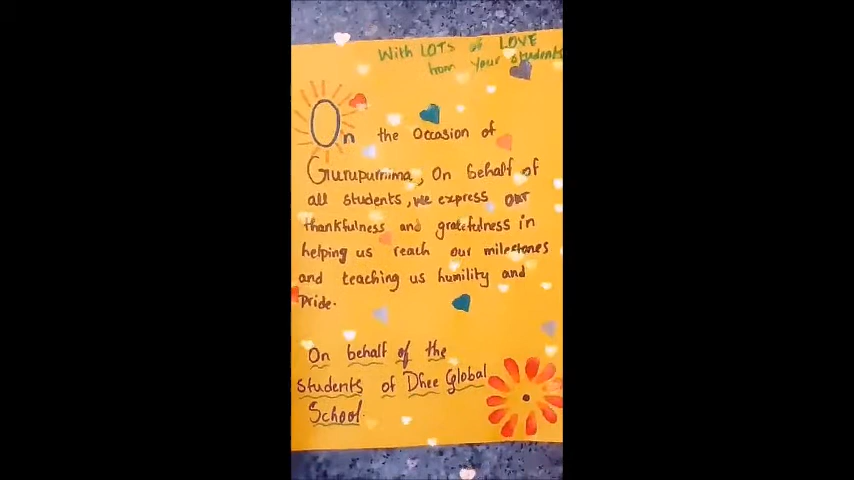 With LOTS of LOVE
from your students
On the Occasion of
Gurupurnima, On behalf of
all students, we express our
thankfulness and gratefulness in
helping us reach our milestones
and teaching us humility and
Pride.
On behalf of the
Students of Dhee Global
School.